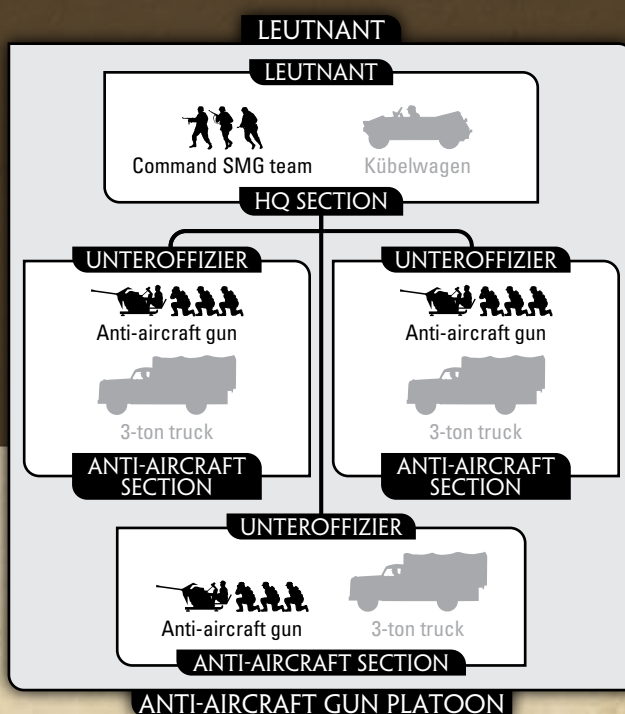 LEUTNANT
LEUTNANT
Command SMG team
Kübelwagen
HQ SECTION
UNTEROFFIZIER
Anti-aircraft gun
3-ton truck
ANTI-AIRCRAFT
SECTION
UNTEROFFIZIER
Anti-aircraft gun
3-ton truck
ANTI-AIRCRAFT
SECTION
UNTEROFFIZIER
Anti-aircraft gun
3-ton truck
ANTI-AIRCRAFT SECTION
ANTI-AIRCRAFT GUN PLATOON